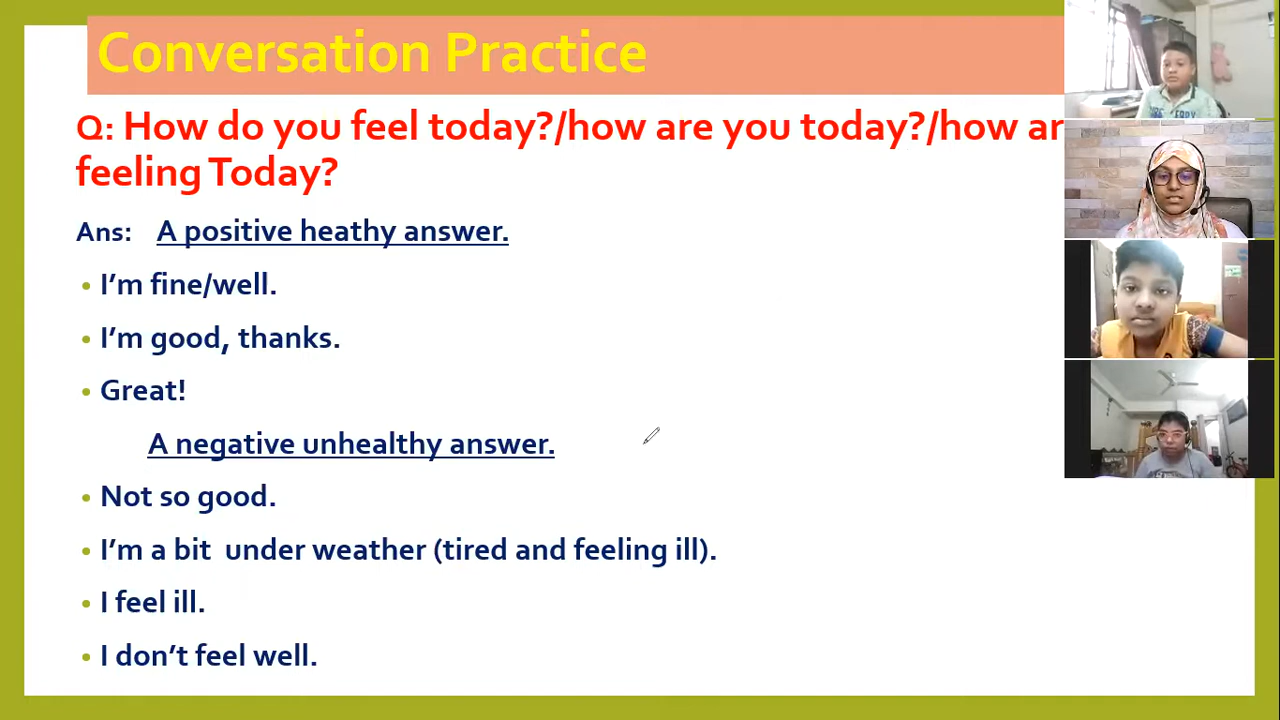 Conversation Practice
Q: How do you feel today?/how are you today?/how ar
feeling Today?
Ans: A positive heathy answer.
• I'm fine/well.
• I'm good, thanks.
• Great!
A negative unhealthy answer.
• Not so good.
• I'm a bit under weather (tired and feeling ill).
• I feel ill.
• I don't feel well.